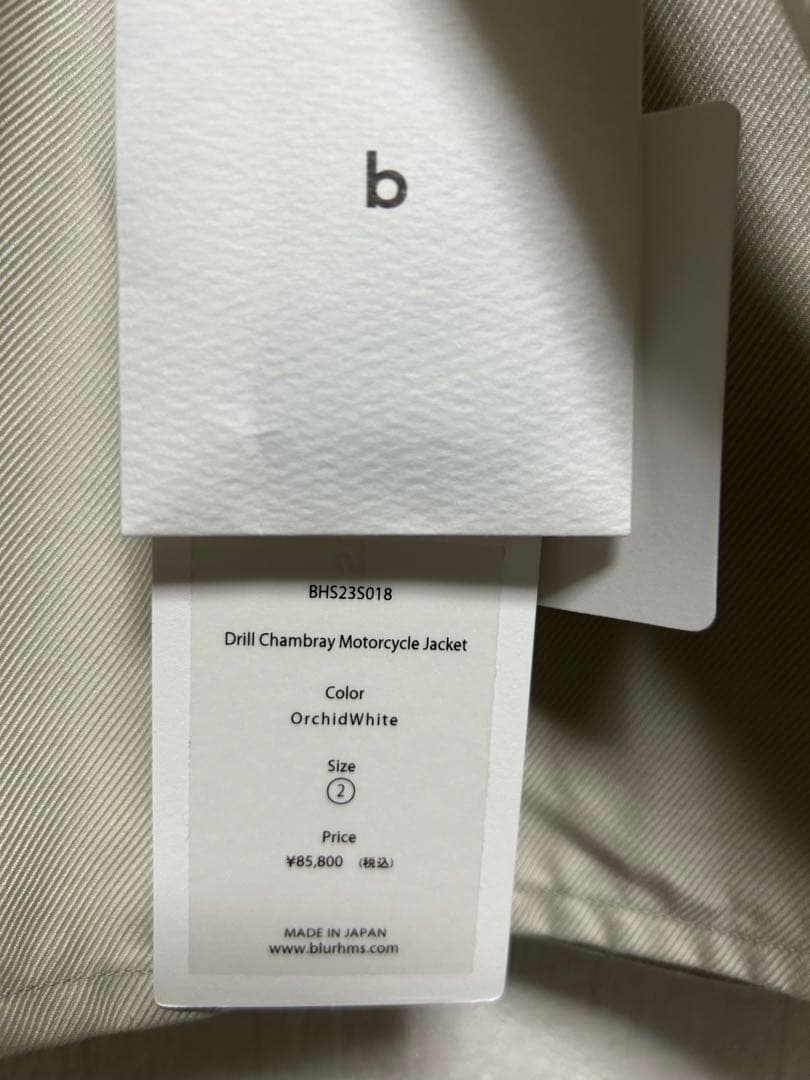 b
BHS23S018
Drill Chambray Motorcycle Jacket
Color
OrchidWhite
Size
②
Price
¥85,800 (税込)
MADE IN JAPAN
www.blurhms.com